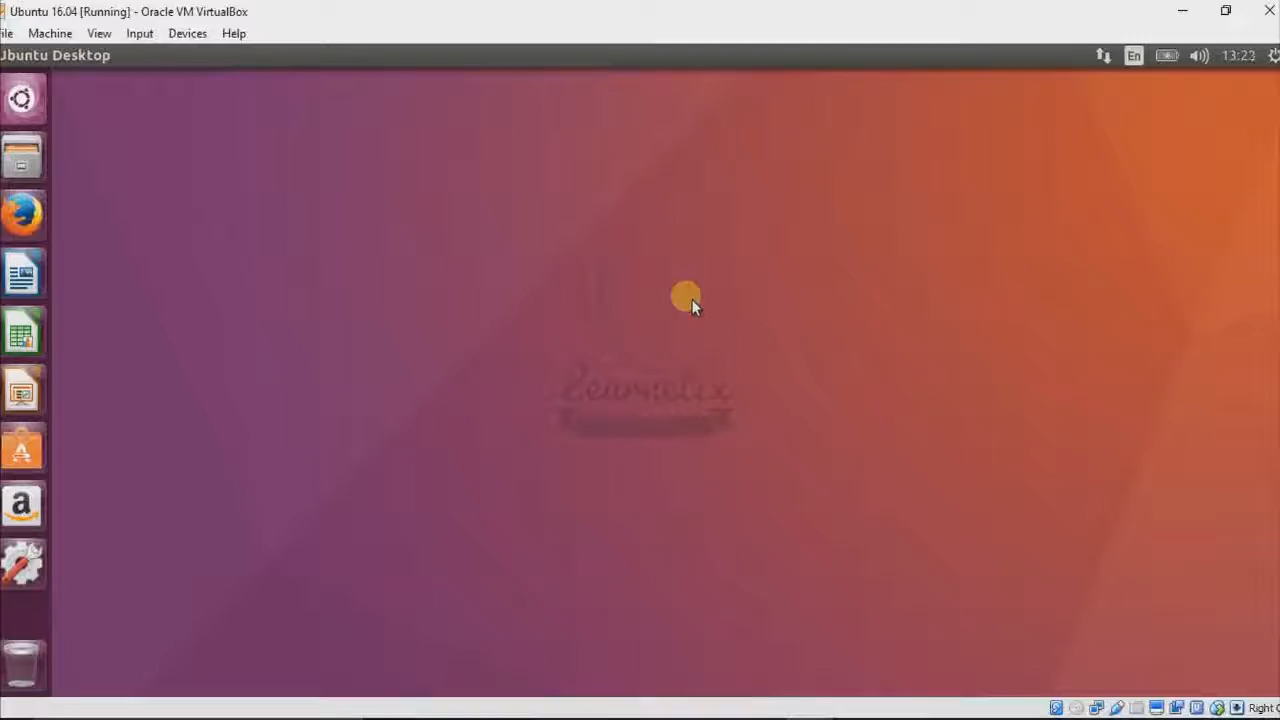 Ubuntu 16.04 [Running] - Oracle VM VirtualBox
ile Machine View Input Devices Help
Ubuntu Desktop
En 13:23
a
Learnelix
Right C